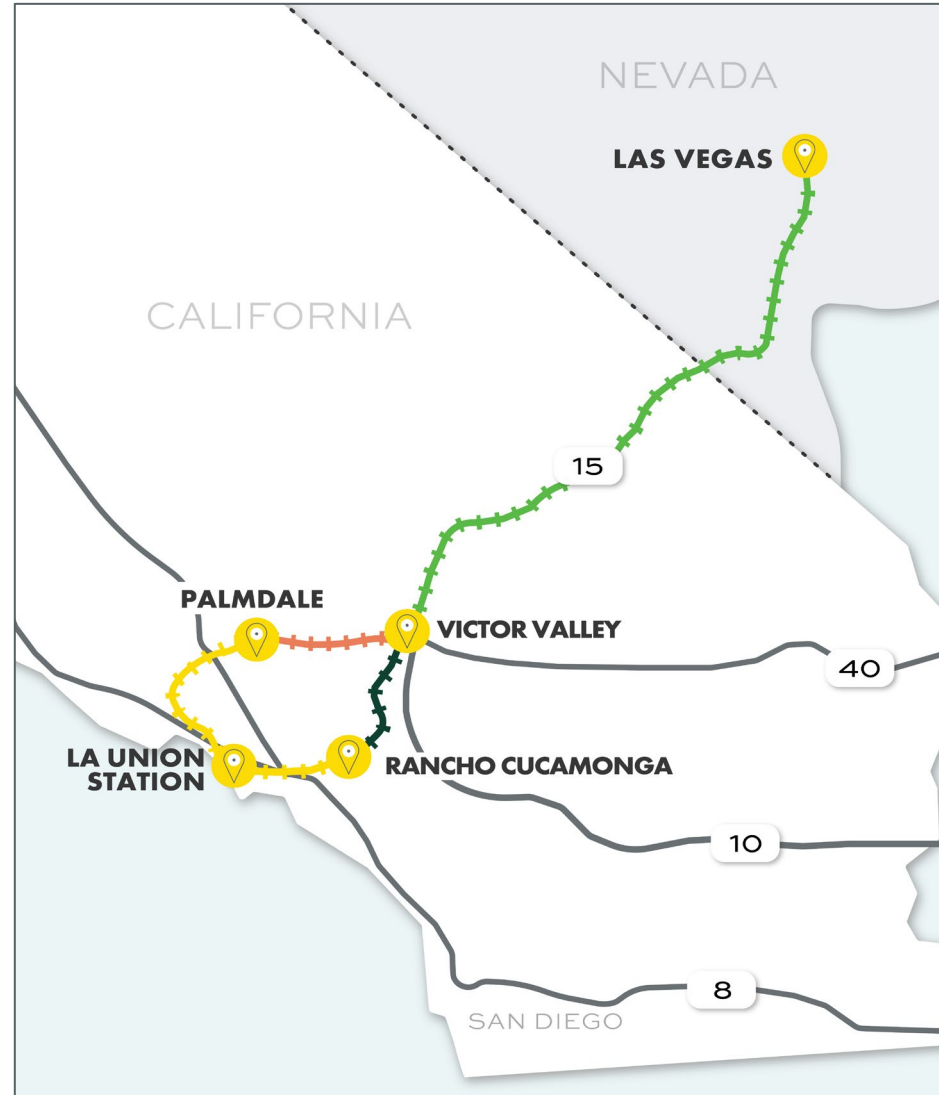 NEVADA
LAS VEGAS
CALIFORNIA
15
PALMDALE
VICTOR VALLEY
40
LA UNION
STATION
RANCHO CUCAMONGA
10
8
SAN DIEGO